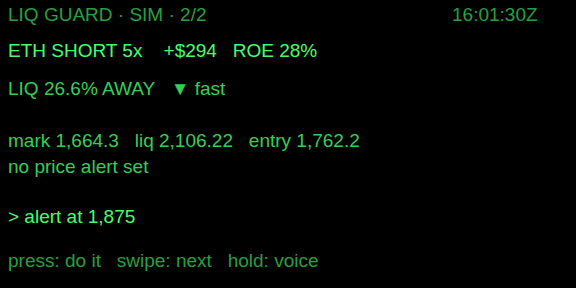 LIQ GUARD · SIM · 2/2 16:01:30Z
ETH SHORT 5x +$294 ROE 28%
LIQ 26.6% AWAY ▼ fast
mark 1,664.3 liq 2,106.22 entry 1,762.2
no price alert set
> alert at 1,875
press: do it swipe: next hold: voice